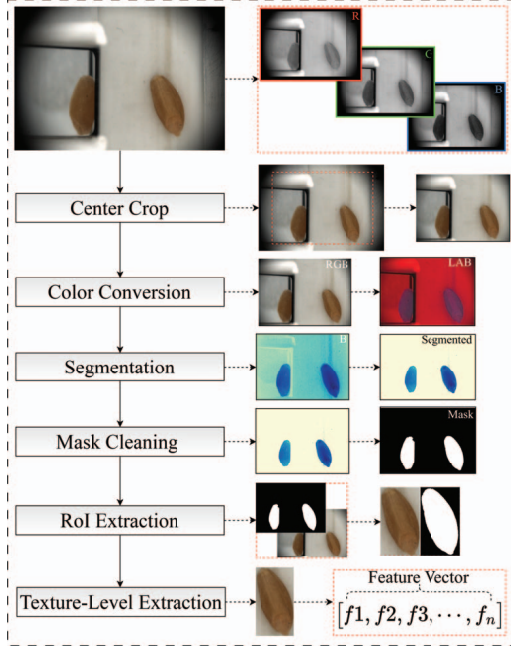 R
C
B
Center Crop
Color Conversion
RGB
LAB
Segmentation
B
Segmented
Mask Cleaning
Mask
RoI Extraction
Texture-Level Extraction
Feature Vector
[f1, f2, f3, ⋯, fn]